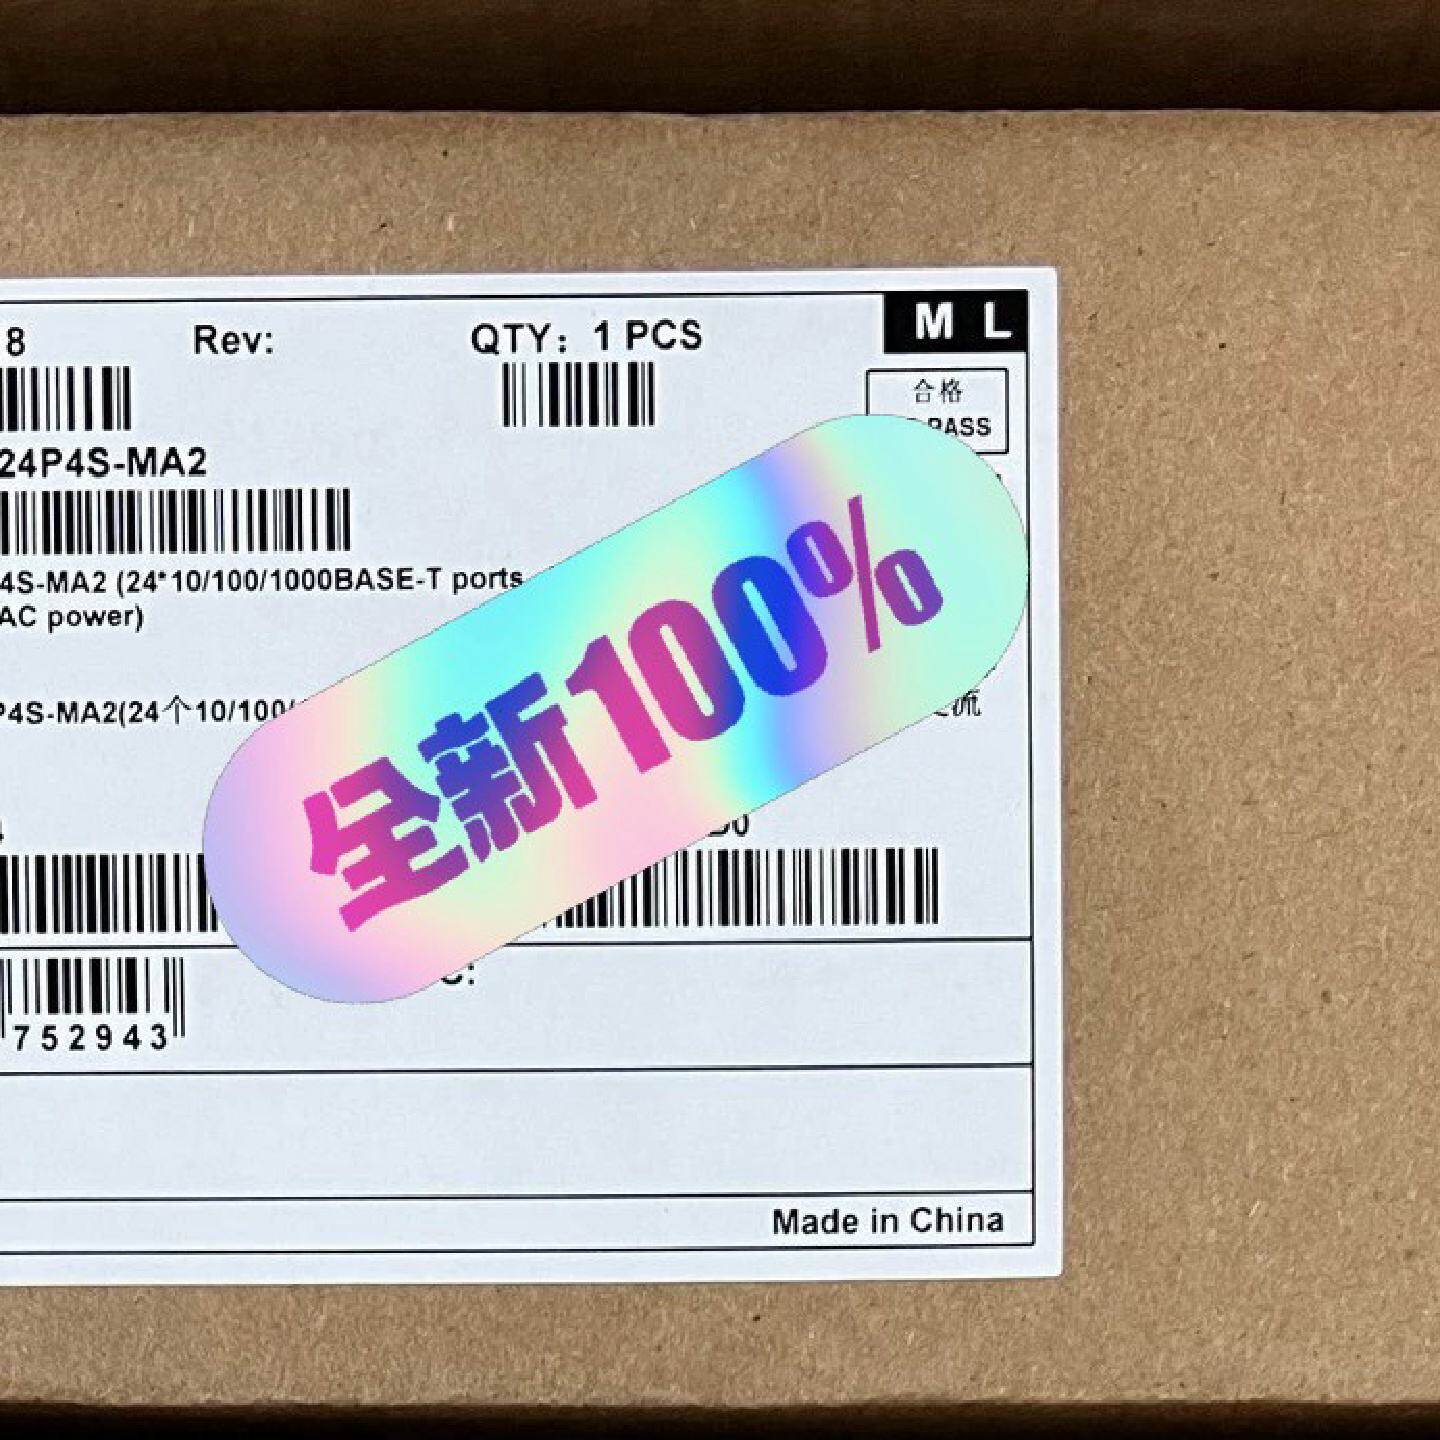 8 Rev: QTY: 1 PCS M L
合格
PASS
24P4S-MA2
4S-MA2 (24*10/100/1000BASE-T ports
AC power)
P4S-MA2(24个10/100/
全新100%
D0
752943
C:
Made in China